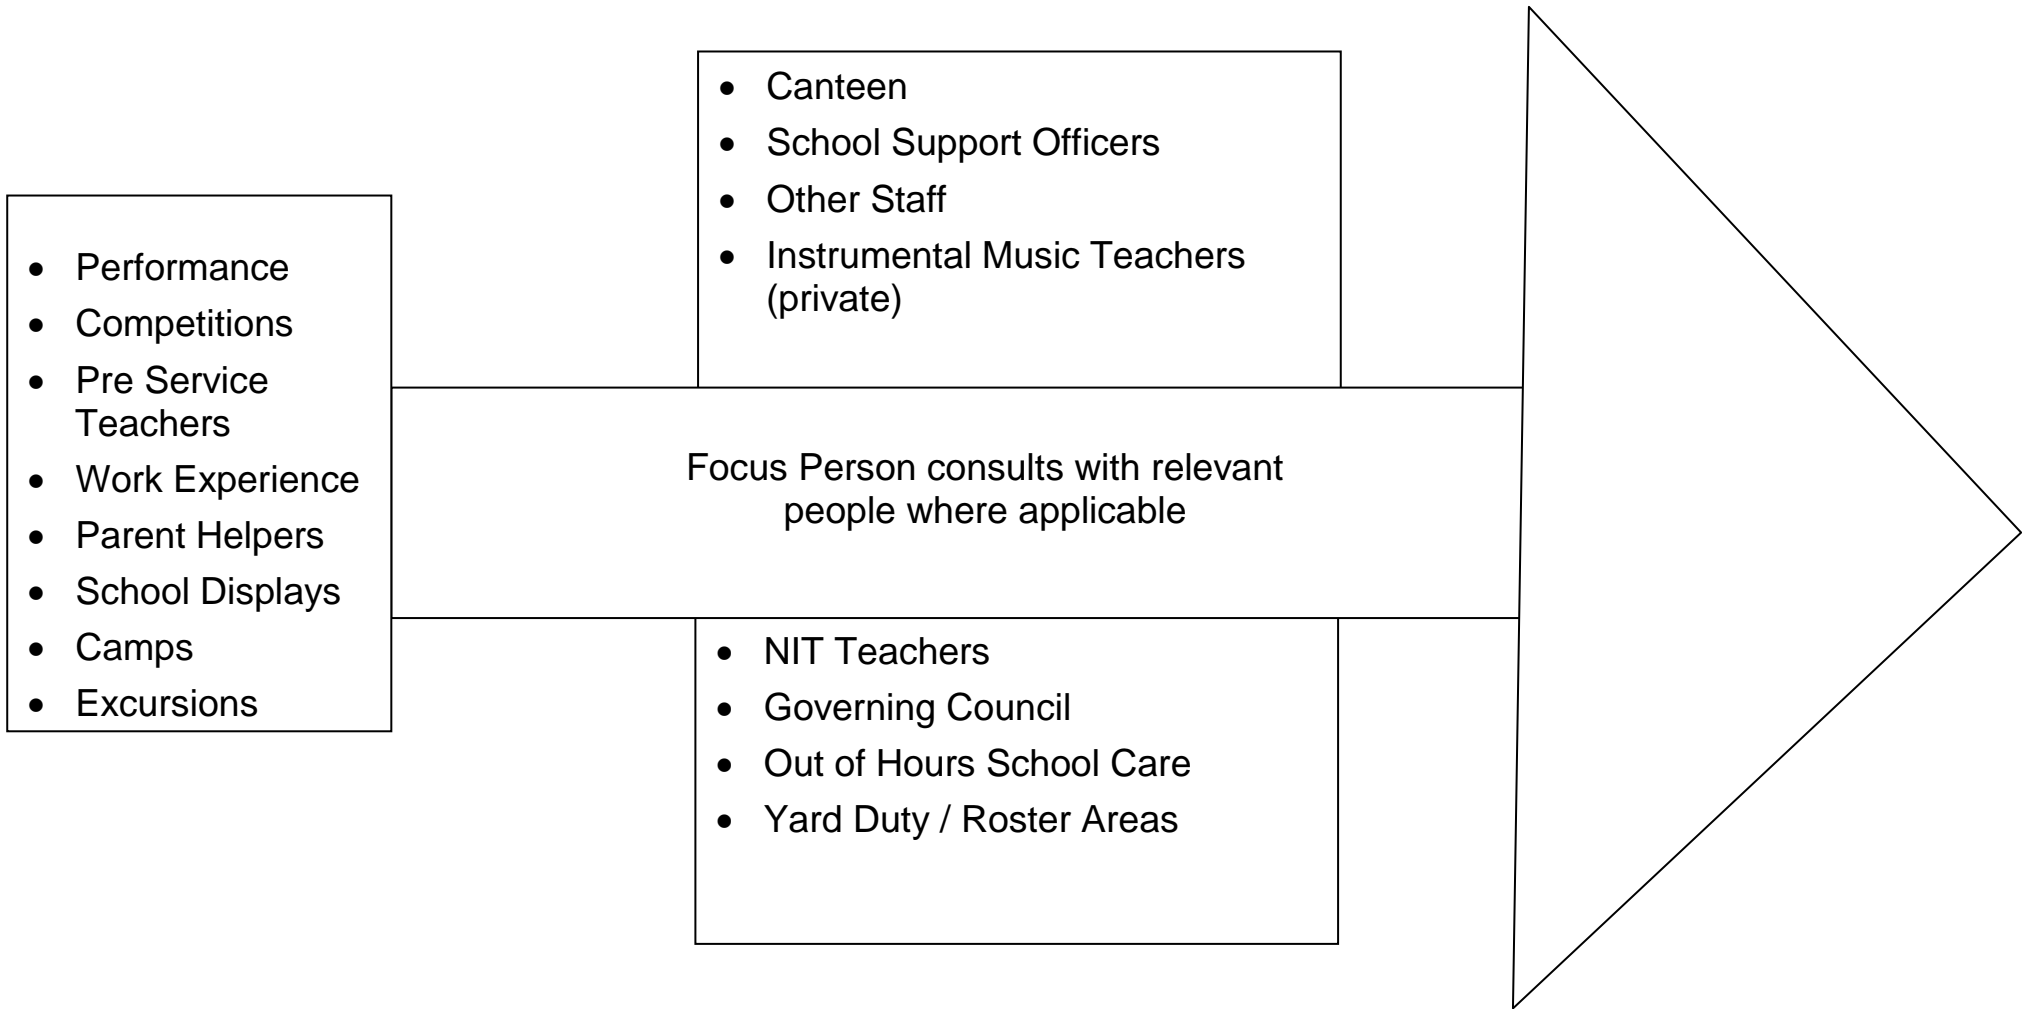 • Performance
• Competitions
• Pre Service
Teachers
• Work Experience
• Parent Helpers
• School Displays
• Camps
• Excursions
• Canteen
• School Support Officers
• Other Staff
• Instrumental Music Teachers
(private)
Focus Person consults with relevant
people where applicable
• NIT Teachers
• Governing Council
• Out of Hours School Care
• Yard Duty / Roster Areas